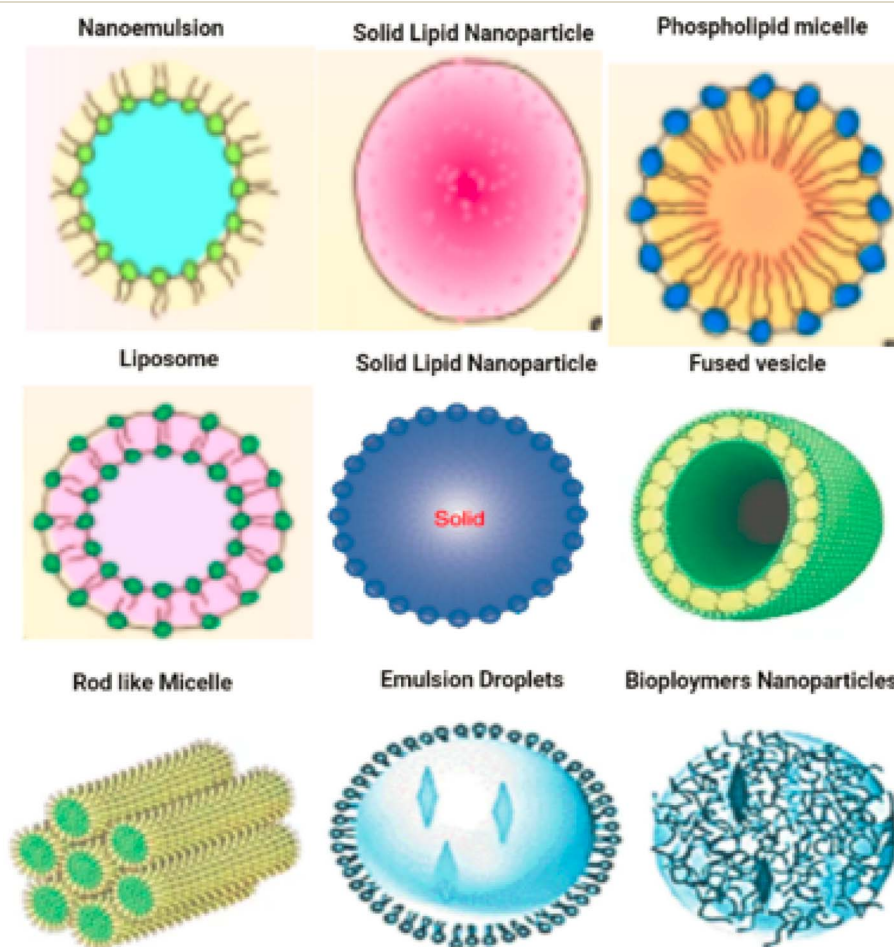 Nanoemulsion
Solid Lipid Nanoparticle
Phospholipid micelle
Liposome
Solid Lipid Nanoparticle
Fused vesicle
Solid
Rod like Micelle
Emulsion Droplets
Bioploymers Nanoparticles